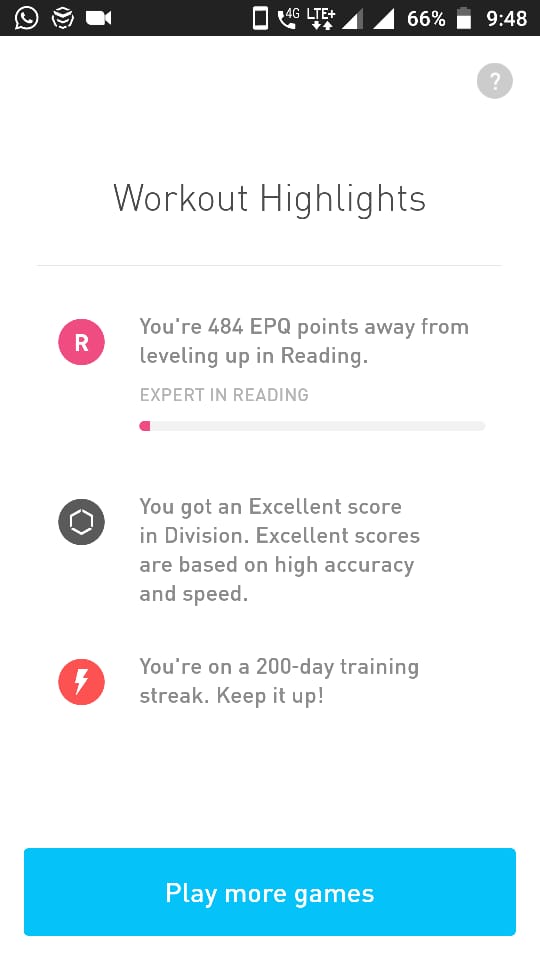 4G LTE+ 66% 9:48
?
Workout Highlights
R
You're 484 EPQ points away from
leveling up in Reading.
EXPERT IN READING
You got an Excellent score
in Division. Excellent scores
are based on high accuracy
and speed.
You're on a 200-day training
streak. Keep it up!
Play more games